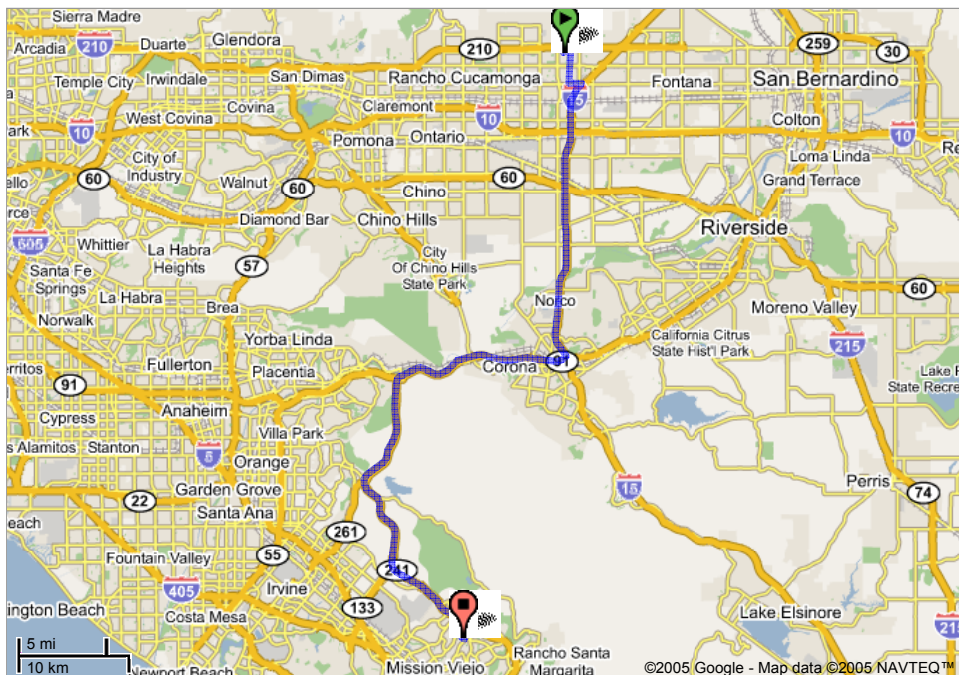 Sierra Madre
Arcadia
210
Duarte
Glendora
210
259
30
Temple City
Irwindale
San Dimas
Rancho Cucamonga
15
Fontana
San Bernardino
Covina
Claremont
10
West Covina
Pomona
Ontario
10
Colton
10
City of
Industry
Loma Linda
60
Walnut
60
Chino
60
Grand Terrace
Diamond Bar
Chino Hills
Riverside
605
Whittier
La Habra
Heights
57
City
Of Chino Hills
State Park
Santa Fe
Springs
La Habra
Brea
Norco
Moreno Valley
60
Norwalk
Yorba Linda
California Citrus
State Hist'l Park
215
Fullerton
Placentia
Corona
91
91
Anaheim
Cypress
Villa Park
Stanton
5
Orange
15
Perris
74
22
Garden Grove
Santa Ana
261
Fountain Valley
55
241
405
Irvine
133
Costa Mesa
Lake Elsinore
215
5 mi
10 km
Newport Beach
Mission Viejo
Rancho Santa
Margarita
©2005 Google - Map data ©2005 NAVTEQ™